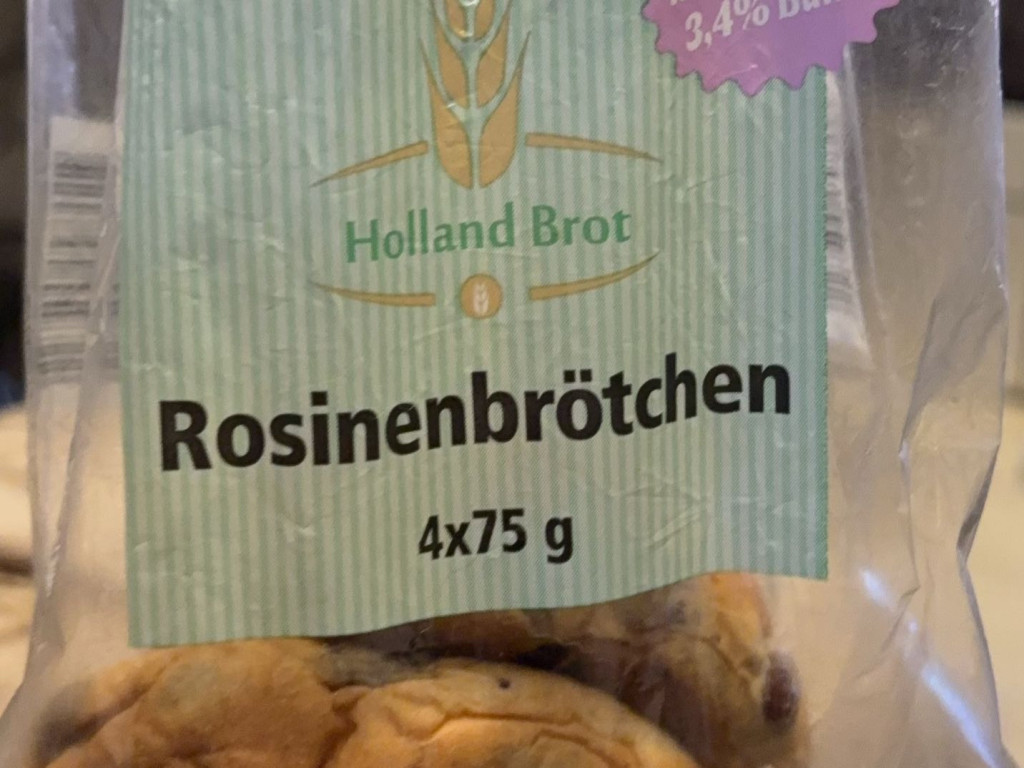 3,4%
Holland Brot
Rosinenbrötchen
4x75 g